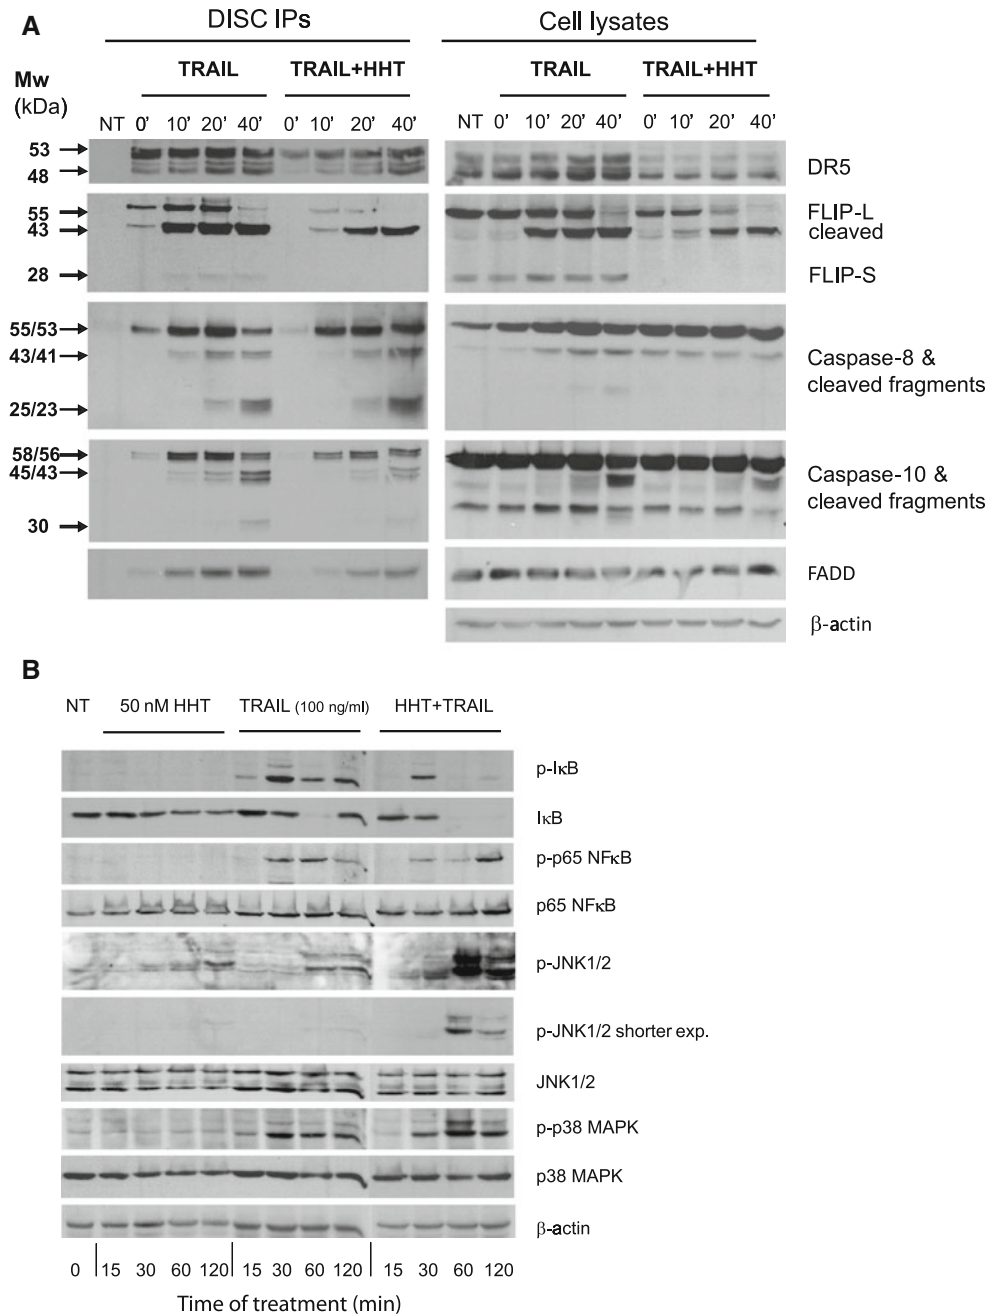 A
DISC IPs
Cell lysates
TRAIL
TRAIL+HHT
TRAIL
TRAIL+HHT
Mw
(kDa)
NT 0’ 10’ 20’ 40’ 0’ 10’ 20’ 40’
NT 0’ 10’ 20’ 40’ 0’ 10’ 20’ 40’
53
48
DR5
55
43
28
FLIP-L
cleaved
FLIP-S
55/53
43/41
25/23
Caspase-8 &
cleaved fragments
58/56
45/43
30
Caspase-10 &
cleaved fragments
FADD
β-actin
B
NT 50 nM HHT TRAIL (100 ng/ml) HHT+TRAIL
p-IκB
IκB
p-p65 NFκB
p65 NFκB
p-JNK1/2
p-JNK1/2 shorter exp.
JNK1/2
p-p38 MAPK
p38 MAPK
β-actin
0 15 30 60 120 15 30 60 120 15 30 60 120
Time of treatment (min)